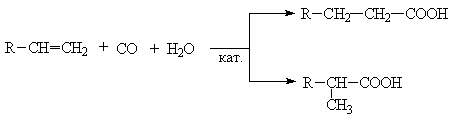 R—CH2—CH2—COOH
R—CH=CH2 + CO + H2O
кат.
R—CH—COOH
CH3